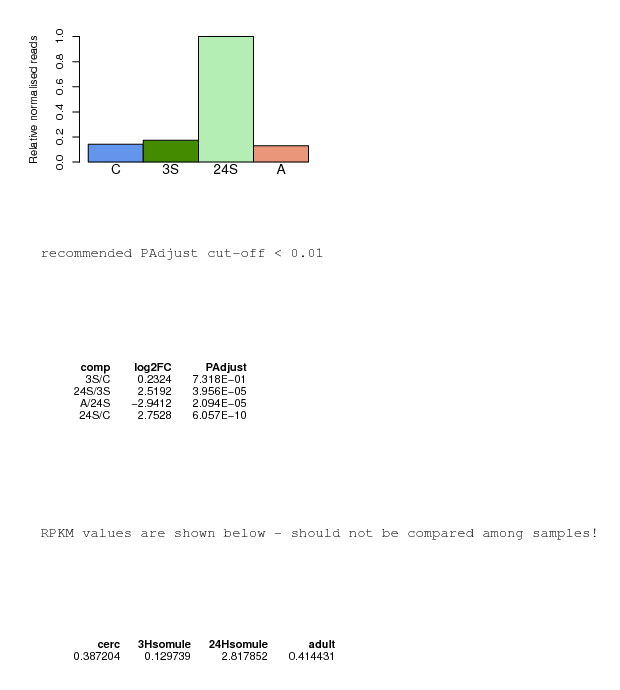 Relative normalised reads
1.0
0.8
0.6
0.4
0.2
0.0
C 3S 24S A
recommended PAdjust cut-off < 0.01
comp log2FC PAdjust
3S/C 0.2324 7.318E-01
24S/3S 2.5192 3.956E-05
A/24S -2.9412 2.094E-05
24S/C 2.7528 6.057E-10
RPKM values are shown below - should not be compared among samples!
cerc 3Hsomule 24Hsomule adult
0.387204 0.129739 2.817852 0.414431